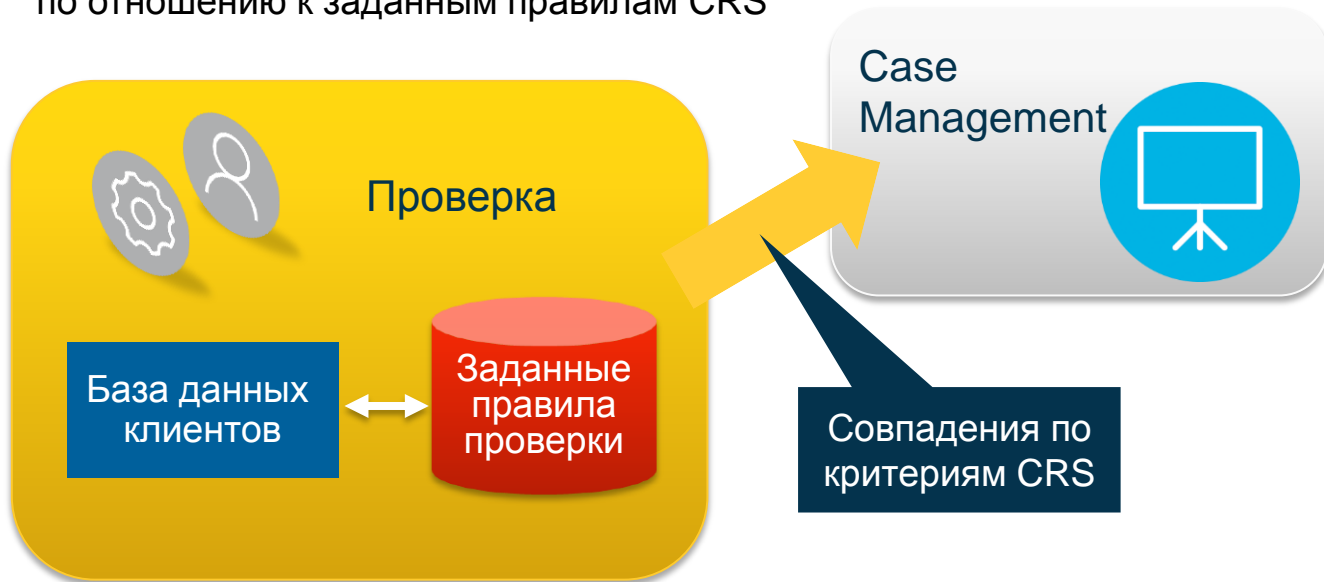 по отношению к заданным правилам CRS
Case
Management
Проверка
База данных
клиентов
Заданные
правила
проверки
Совпадения по
критериям CRS